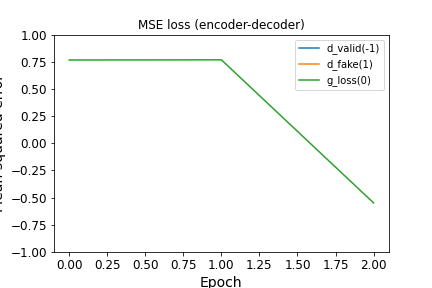 MSE loss (encoder-decoder)
1.00
0.75
0.50
0.25
0.00
−0.25
−0.50
−0.75
−1.00
d_valid(-1)
d_fake(1)
g_loss(0)
0.00 0.25 0.50 0.75 1.00 1.25 1.50 1.75 2.00
Epoch